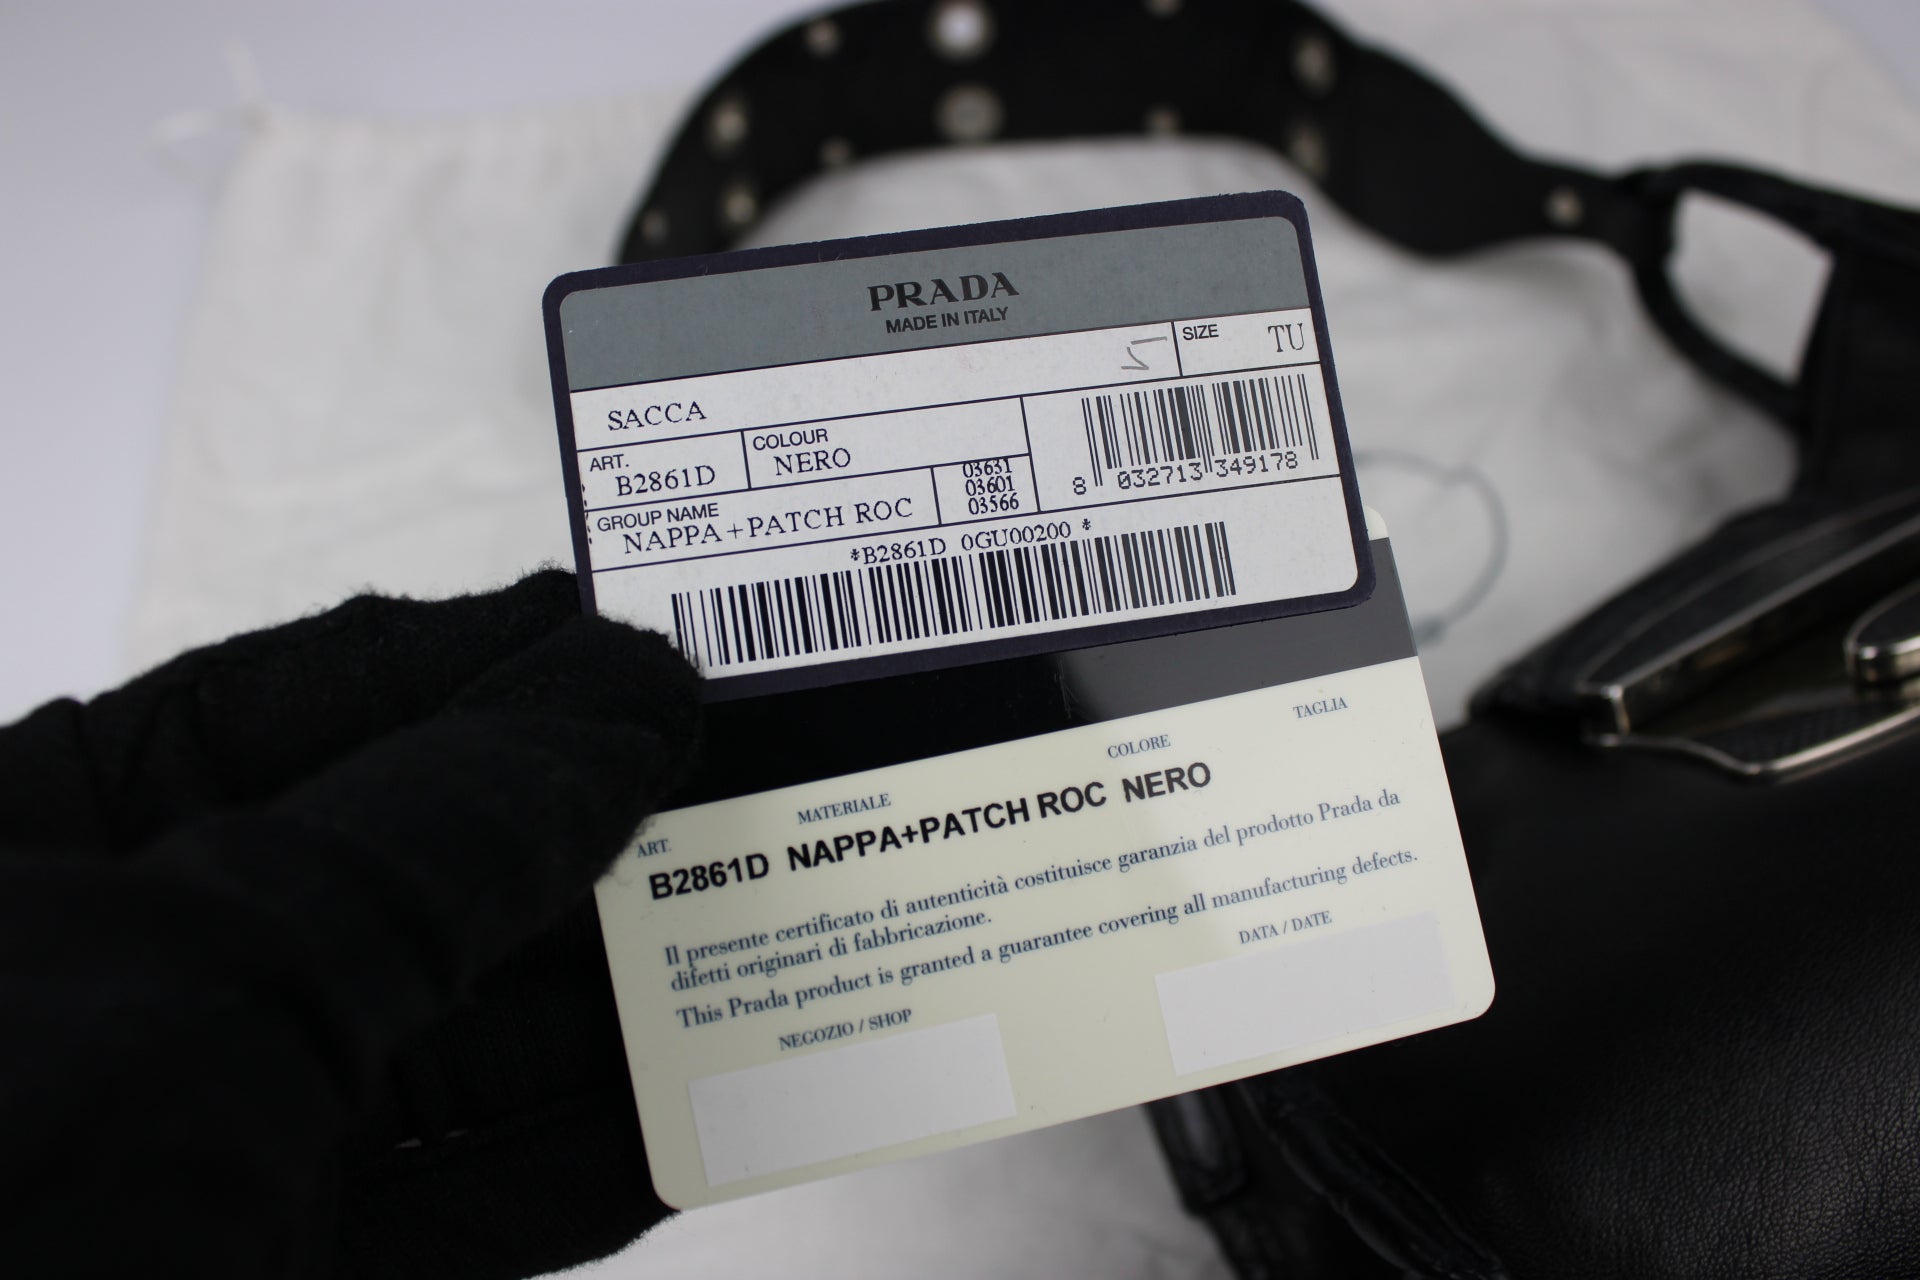 PRADA
MADE IN ITALY
SACCA
SIZE TU
ART. B2861D
COLOUR NERO
GROUP NAME
NAPPA+PATCH ROC
03631
03601
03566
8 032713 349178
*B2861D 0GU00200 *
ART. MATERIALE COLORE TAGLIA
B2861D NAPPA+PATCH ROC NERO
Il presente certificato di autenticità costituisce garanzia del prodotto Prada da
difetti originari di fabbricazione.
This Prada product is granted a guarantee covering all manufacturing defects.
NEGOZIO / SHOP
DATA / DATE